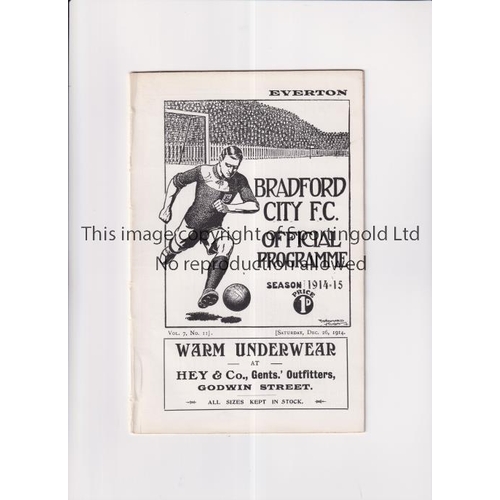 EVERTON
BRADFORD
CITY F.C.
OFFICIAL
PROGRAMME
SEASON 1914-15
PRICE
1D
This image copyright of Sportingold Ltd
No reproduction allowed
VOL. 7, NO. 11].
[SATURDAY, DEC. 26, 1914.
WARM UNDERWEAR
AT
HEY & Co., Gents.' Outfitters,
GODWIN STREET.
ALL SIZES KEPT IN STOCK.